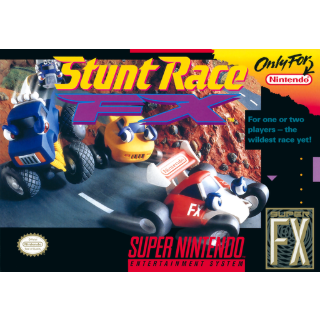 Stunt Race
FX
Only For
Nintendo
For one or two
players – the
wildest race yet!
FX
SUPER NINTENDO
ENTERTAINMENT SYSTEM
SUPER
FX
Nintendo